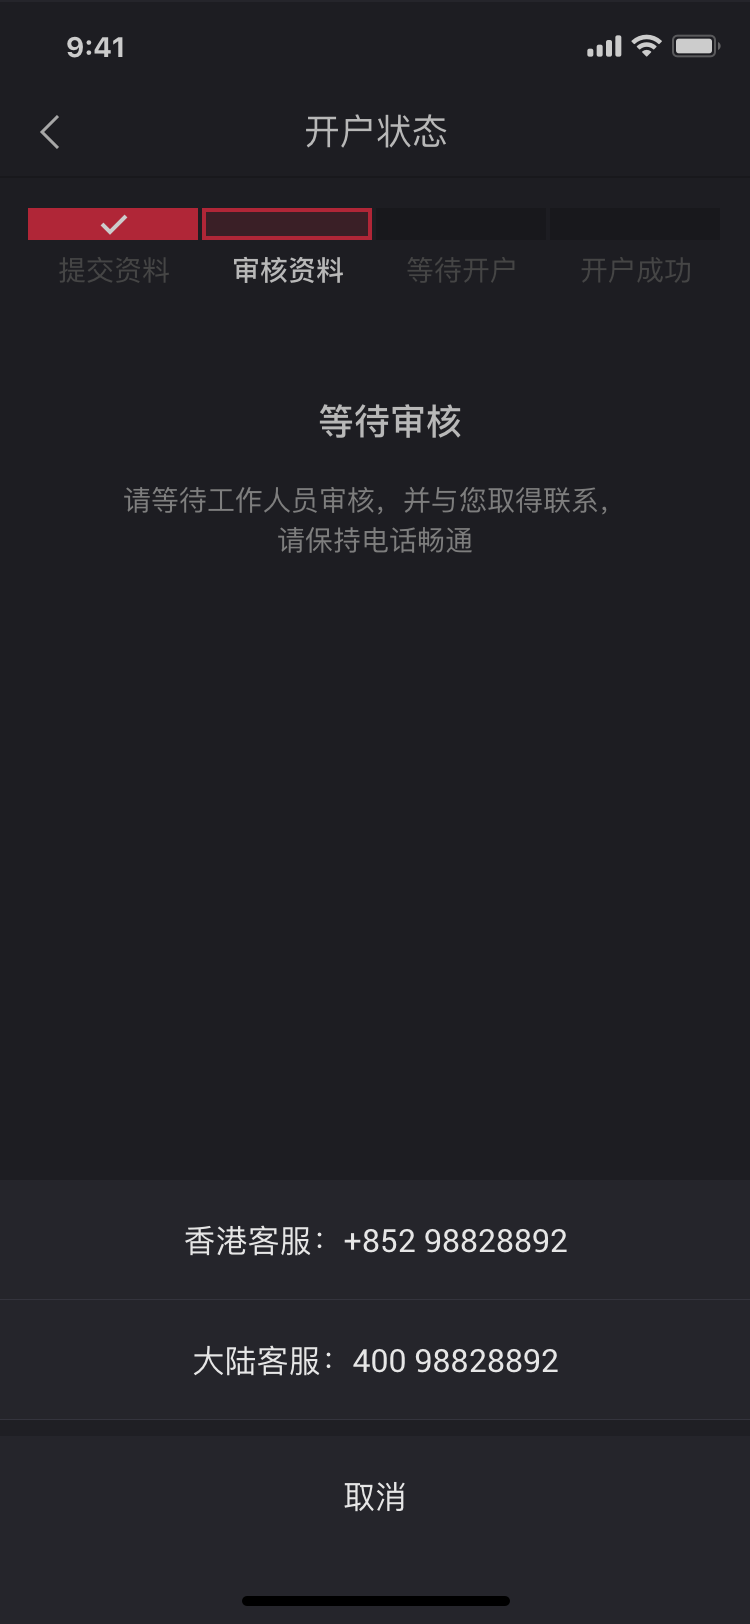 9:41
开户状态
提交资料 审核资料 等待开户 开户成功
等待审核
请等待工作人员审核，并与您取得联系，
请保持电话畅通
香港客服：+852 98828892
大陆客服：400 98828892
取消